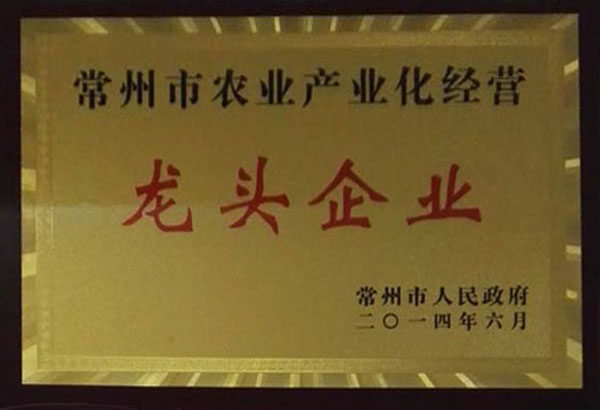 常州市农业产业化经营
龙头企业
常州市人民政府
二〇一四年六月